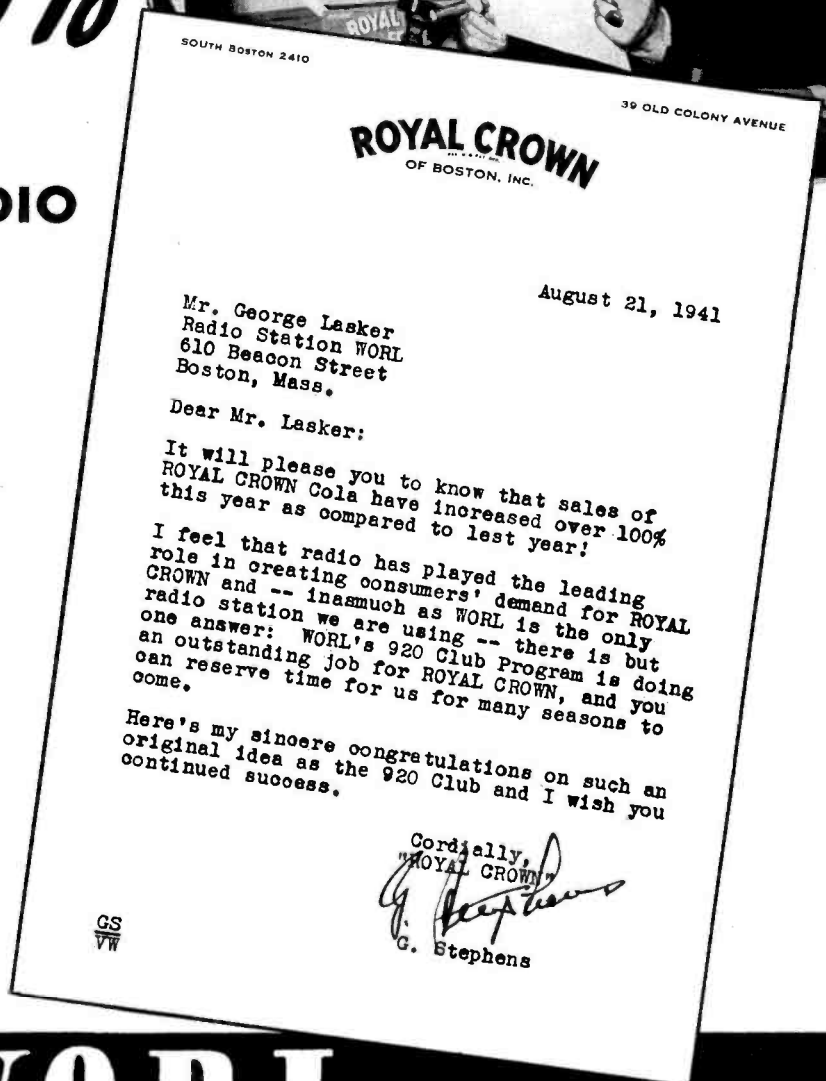 ROYAL
DIO
SOUTH BOSTON 2410
39 OLD COLONY AVENUE
ROYAL CROWN
OF BOSTON, INC.
August 21, 1941
Mr. George Lasker
Radio Station WORL
610 Beacon Street
Boston, Mass.
Dear Mr. Lasker:
It will please you to know that sales of
ROYAL CROWN Cola have increased over 100%
this year as compared to last year!
I feel that radio has played the leading
role in creating consumers' demand for ROYAL
CROWN and -- inasmuch as WORL is the only
radio station we are using -- there is but
one answer: WORL's 920 Club Program is doing
an outstanding job for ROYAL CROWN, and you
can reserve time for us for many seasons to
come.
Here's my sincere congratulations on such an
original idea as the 920 Club and I wish you
continued success.
Cordially,
"ROYAL CROWN"
G. Stephens
G. Stephens
GS
VW
WORL